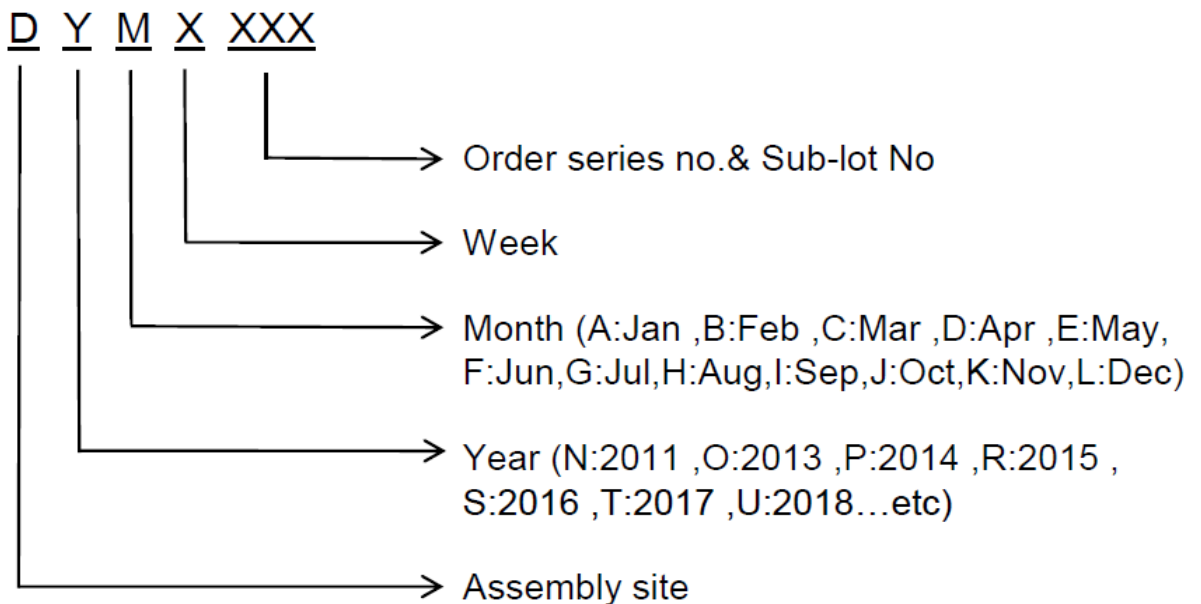 D Y M X XXX
Order series no.& Sub-lot No
Week
Month (A:Jan ,B:Feb ,C:Mar ,D:Apr ,E:May,
F:Jun,G:Jul,H:Aug,I:Sep,J:Oct,K:Nov,L:Dec)
Year (N:2011 ,O:2013 ,P:2014 ,R:2015 ,
S:2016 ,T:2017 ,U:2018…etc)
Assembly site